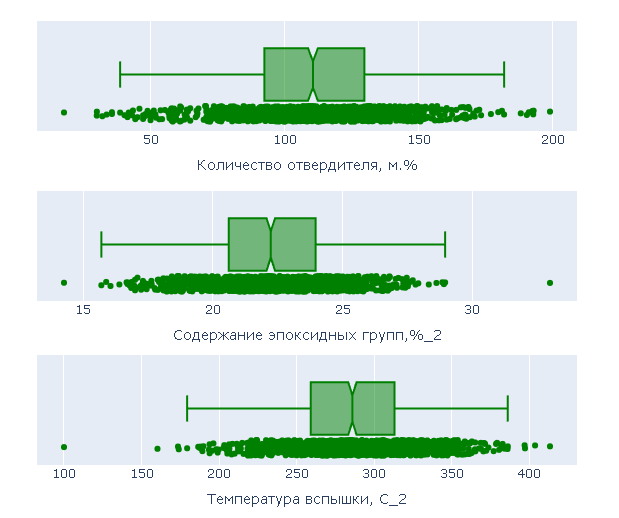 50 100 150 200
Количество отвердителя, м.%
15 20 25 30
Содержание эпоксидных групп,%_2
100 150 200 250 300 350 400
Температура вспышки, С_2